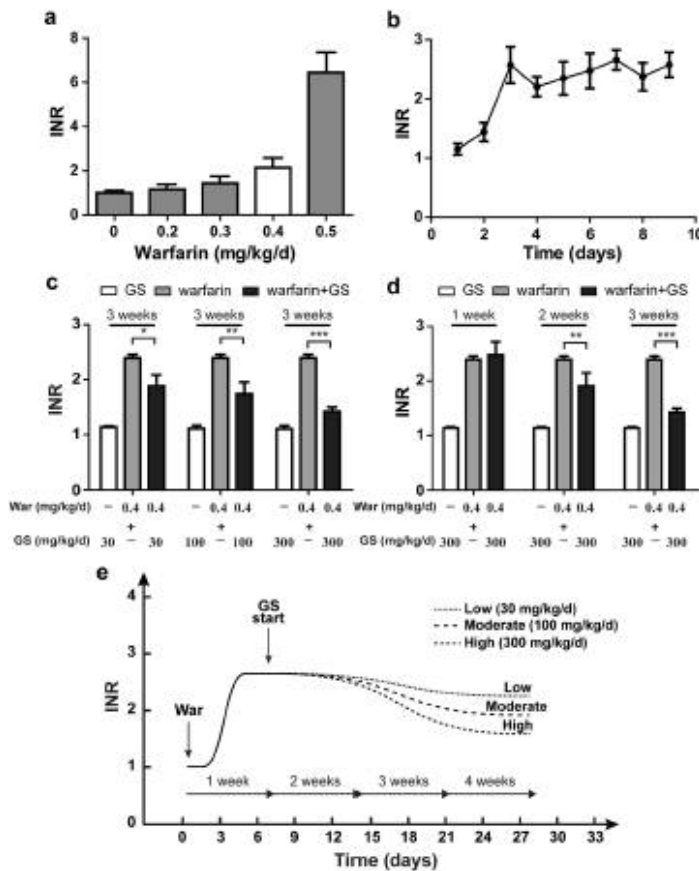 a
INR
8
6
4
2
0
0 0.2 0.3 0.4 0.5
Warfarin (mg/kg/d)
b
INR
3
2
1
0
0 2 4 6 8 10
Time (days)
c
GS warfarin warfarin+GS
3 weeks 3 weeks 3 weeks
* ** ***
INR
3
2
1
0
War (mg/kg/d) – 0.4 0.4 – 0.4 0.4 – 0.4 0.4
+ + +
GS (mg/kg/d) 30 – 30 100 – 100 300 – 300
d
GS warfarin warfarin+GS
1 week 2 weeks 3 weeks
** ***
INR
3
2
1
0
War (mg/kg/d) – 0.4 0.4 – 0.4 0.4 – 0.4 0.4
+ + +
GS (mg/kg/d) 300 – 300 300 – 300 300 – 300
e
INR
4
3
2
1
0
War
GS
start
Low (30 mg/kg/d)
Moderate (100 mg/kg/d)
High (300 mg/kg/d)
Low
Moderate
High
1 week 2 weeks 3 weeks 4 weeks
0 3 6 9 12 15 18 21 24 27 33
Time (days)